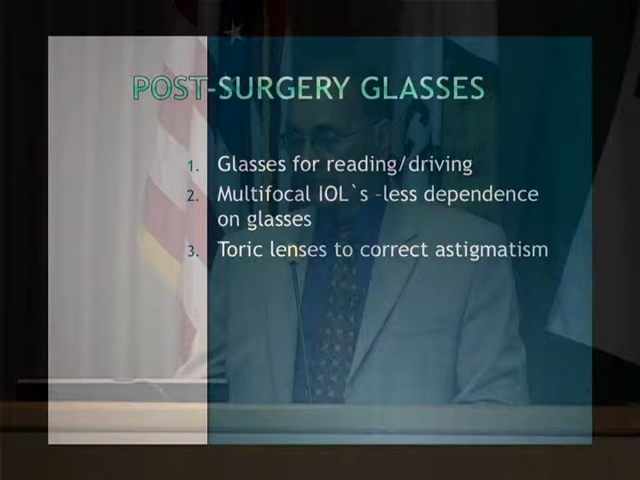 POST-SURGERY GLASSES
1. Glasses for reading/driving
2. Multifocal IOL`s -less dependence
on glasses
3. Toric lenses to correct astigmatism